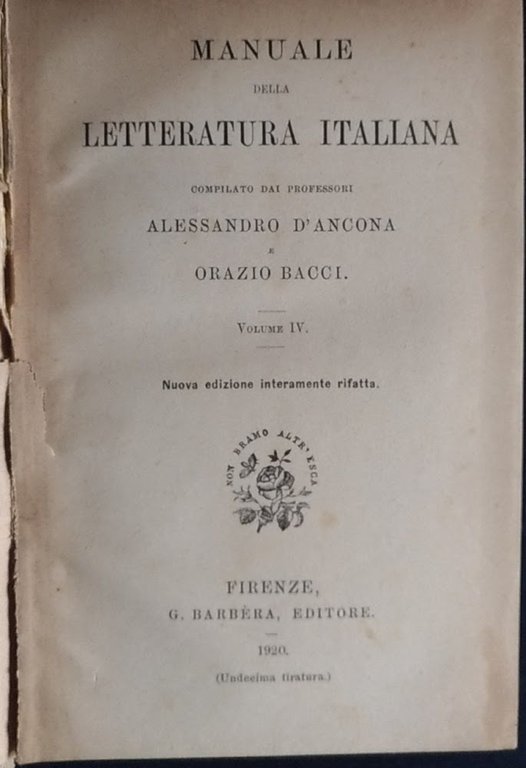 MANUALE
DELLA
LETTERATURA ITALIANA
COMPILATO DAI PROFESSORI
ALESSANDRO D'ANCONA
E
ORAZIO BACCI.
VOLUME IV.
Nuova edizione interamente rifatta.
NON BRAMO ALTR'ESCA
FIRENZE,
G. BARBÈRA, EDITORE.
1920.
(Undecima tiratura.)